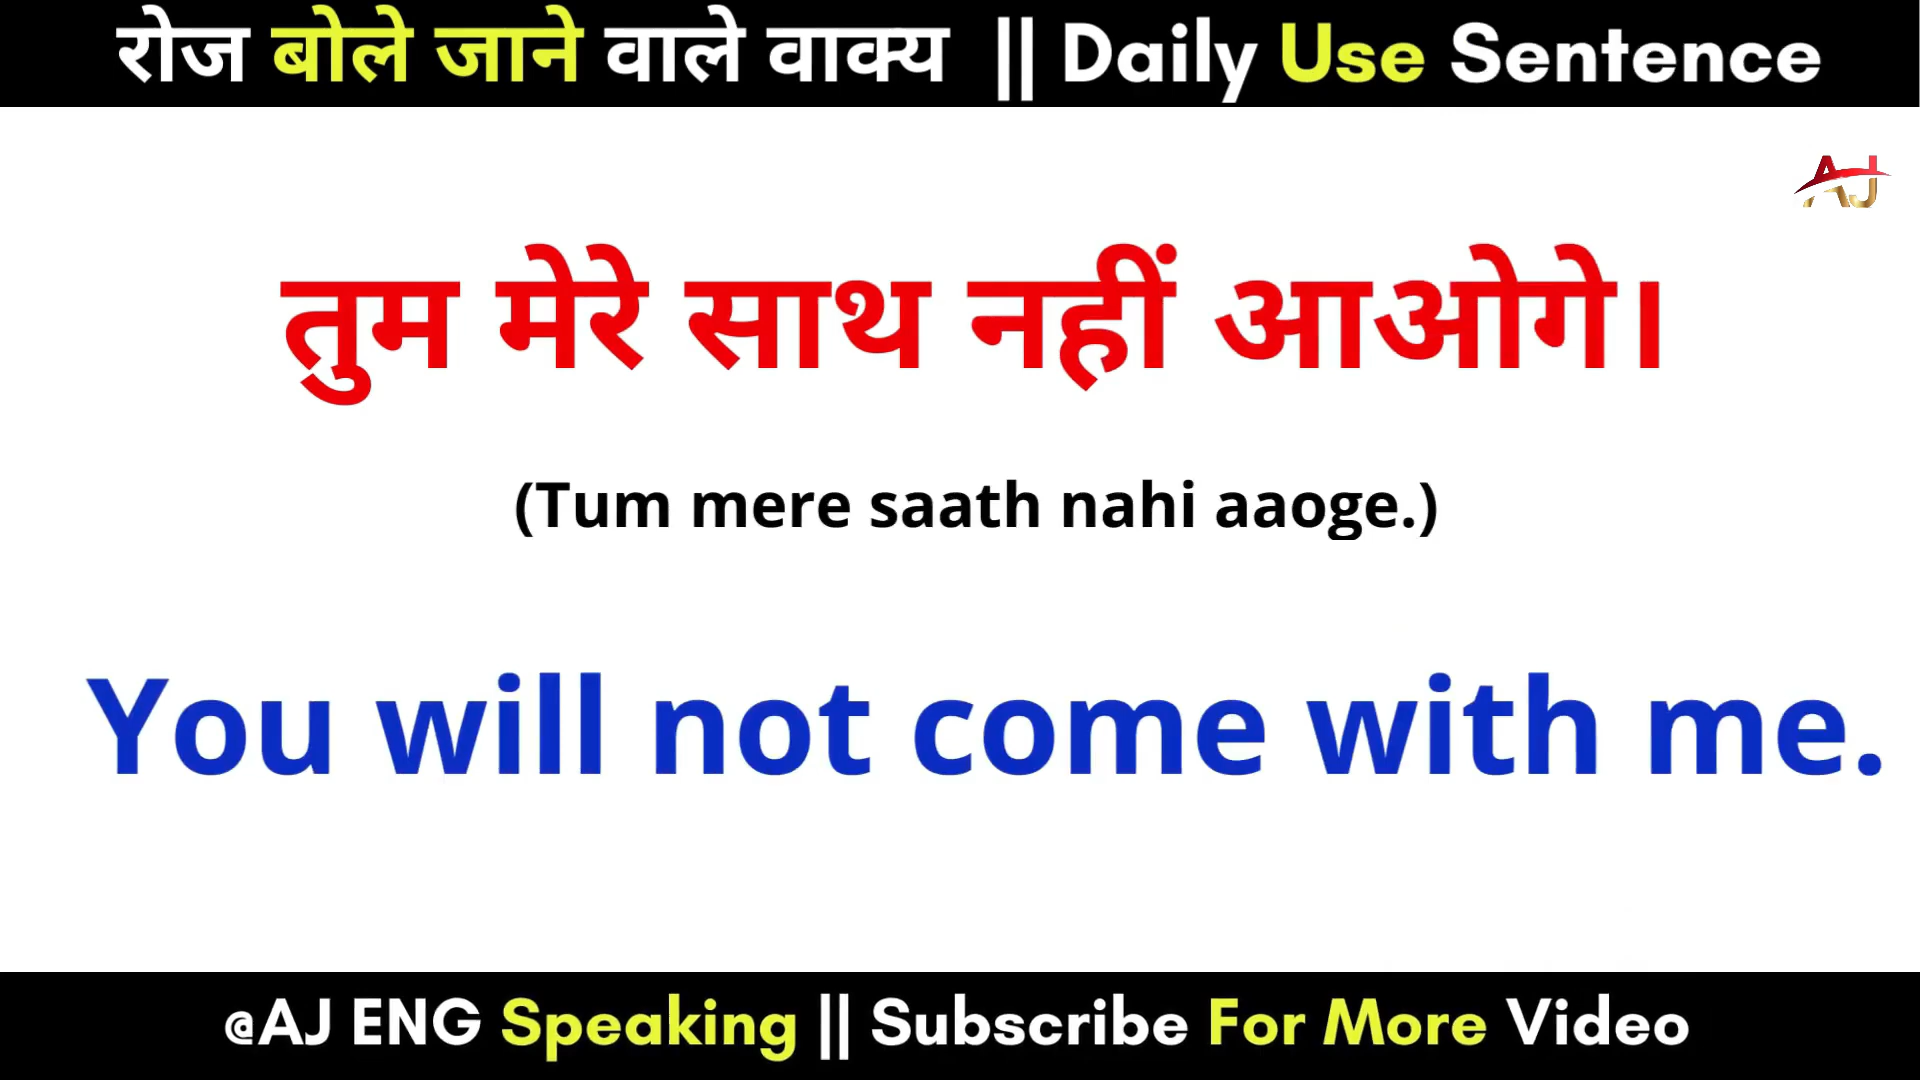 रोज बोले जाने वाले वाक्य || Daily Use Sentence
AJ
तुम मेरे साथ नहीं आओगे।
(Tum mere saath nahi aaoge.)
You will not come with me.
@AJ ENG Speaking || Subscribe For More Video